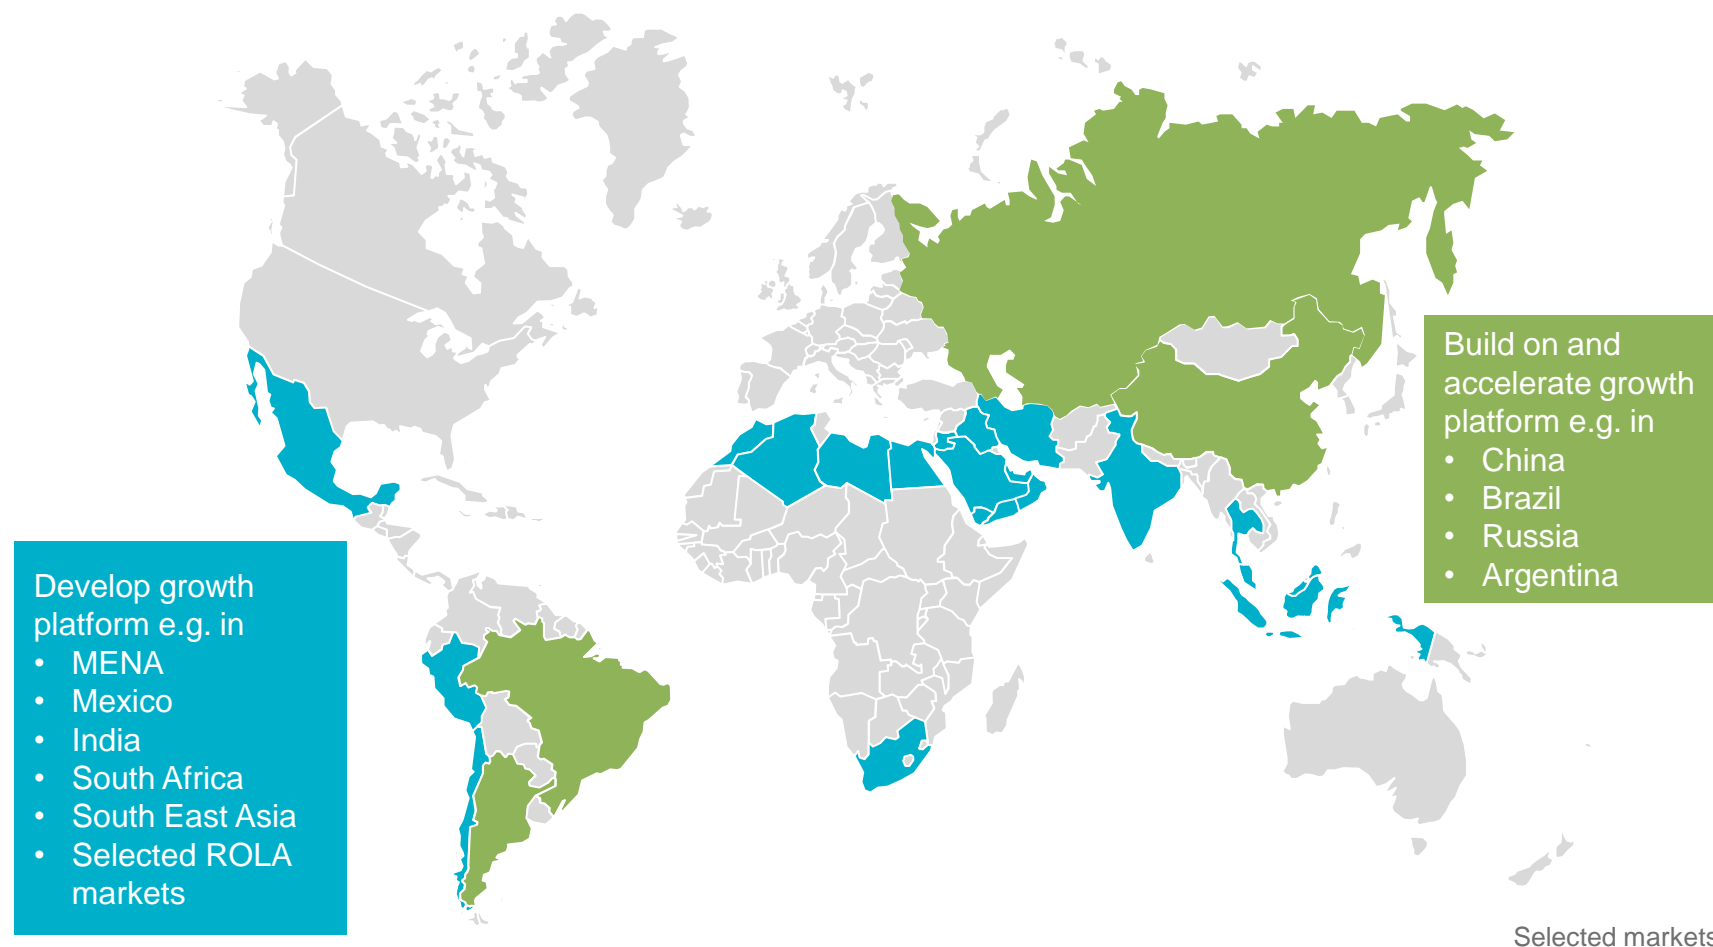 Build on and
accelerate growth
platform e.g. in
• China
• Brazil
• Russia
• Argentina
Develop growth
platform e.g. in
• MENA
• Mexico
• India
• South Africa
• South East Asia
• Selected ROLA
markets
Selected markets